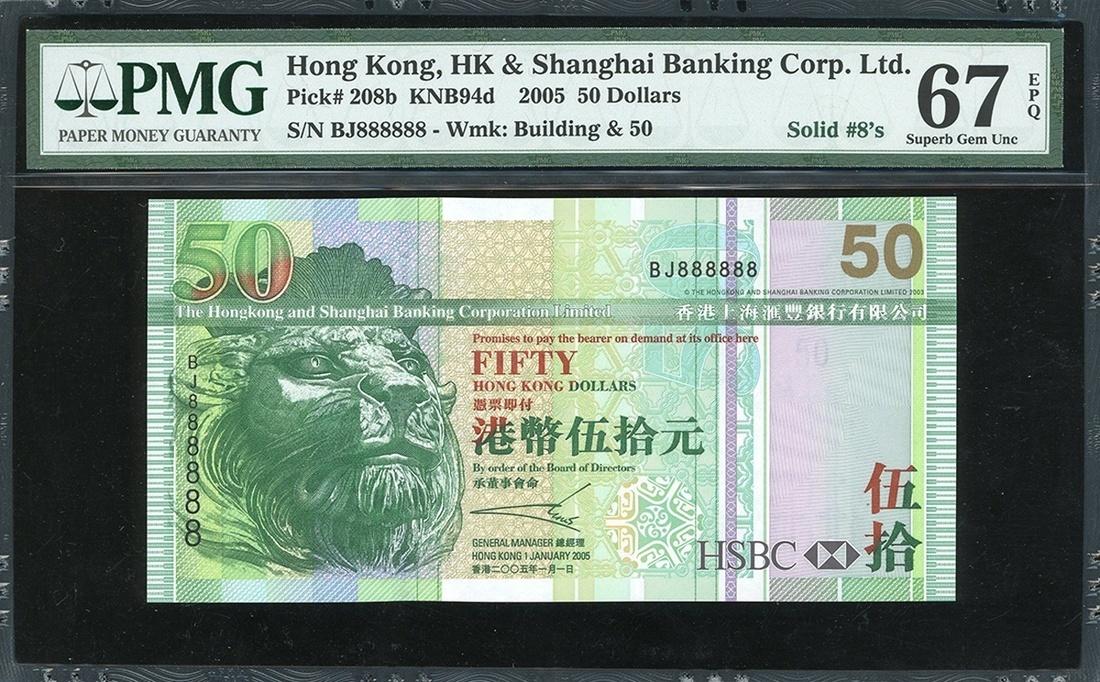 PMG
PAPER MONEY GUARANTY
Hong Kong, HK & Shanghai Banking Corp. Ltd.
Pick# 208b KNB94d 2005 50 Dollars
S/N BJ888888 - Wmk: Building & 50
Solid #8's
67
EPQ
Superb Gem Unc
50
BJ888888
50
© THE HONGKONG AND SHANGHAI BANKING CORPORATION LIMITED 2003
The Hongkong and Shanghai Banking Corporation Limited
香港上海滙豐銀行有限公司
Promises to pay the bearer on demand at its office here
FIFTY
HONG KONG DOLLARS
憑票即付
港幣伍拾元
By order of the Board of Directors
承董事會命
GENERAL MANAGER 總經理
HONG KONG 1 JANUARY 2005
香港二〇〇五年一月一日
BJ888888
HSBC
伍拾
50